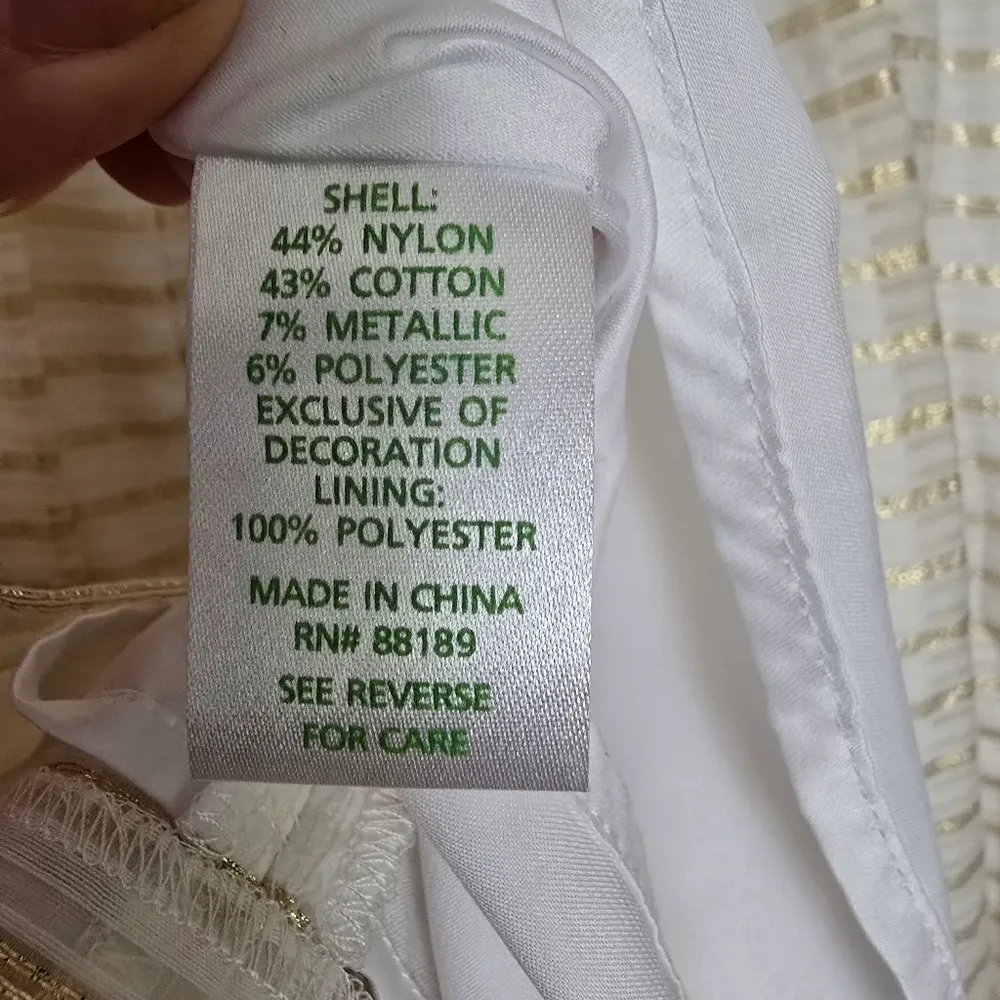 SHELL:
44% NYLON
43% COTTON
7% METALLIC
6% POLYESTER
EXCLUSIVE OF
DECORATION
LINING:
100% POLYESTER
MADE IN CHINA
RN# 88189
SEE REVERSE
FOR CARE